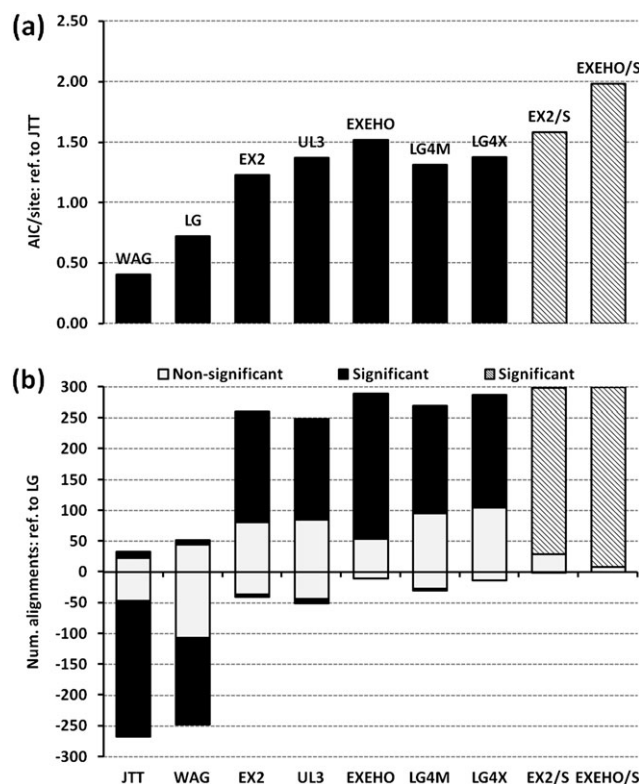 (a)
AIC/site: ref. to JTT
2.50
2.00
1.50
1.00
0.50
0.00
WAG
LG
EX2
UL3
EXEHO
LG4M
LG4X
EX2/S
EXEHO/S
(b)
Non-significant Significant Significant
Num. alignments: ref. to LG
300
250
200
150
100
50
0
-50
-100
-150
-200
-250
-300
JTT WAG EX2 UL3 EXEHO LG4M LG4X EX2/S EXEHO/S